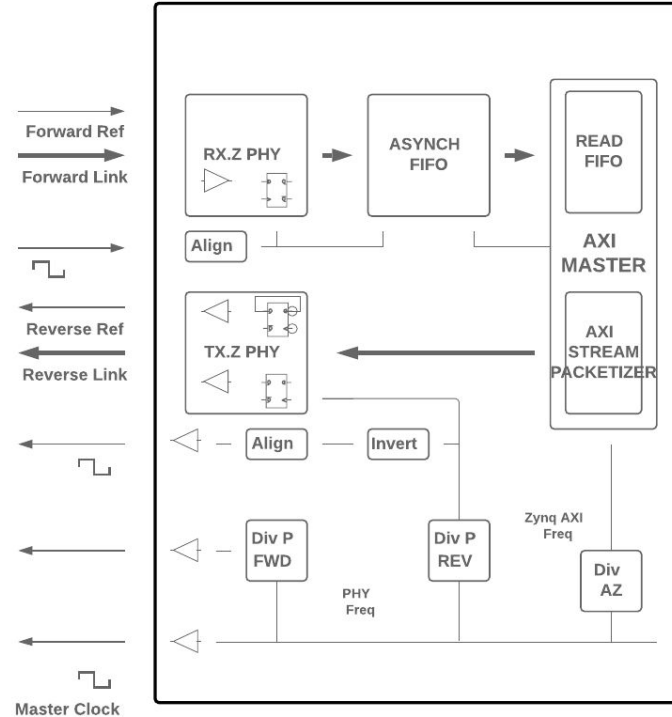 Forward Ref
Forward Link
RX.Z PHY
ASYNCH
FIFO
READ
FIFO
Align
AXI
MASTER
Reverse Ref
Reverse Link
TX.Z PHY
AXI
STREAM
PACKETIZER
Align
Invert
Div P
FWD
Div P
REV
Zynq AXI
Freq
Div
AZ
PHY
Freq
Master Clock